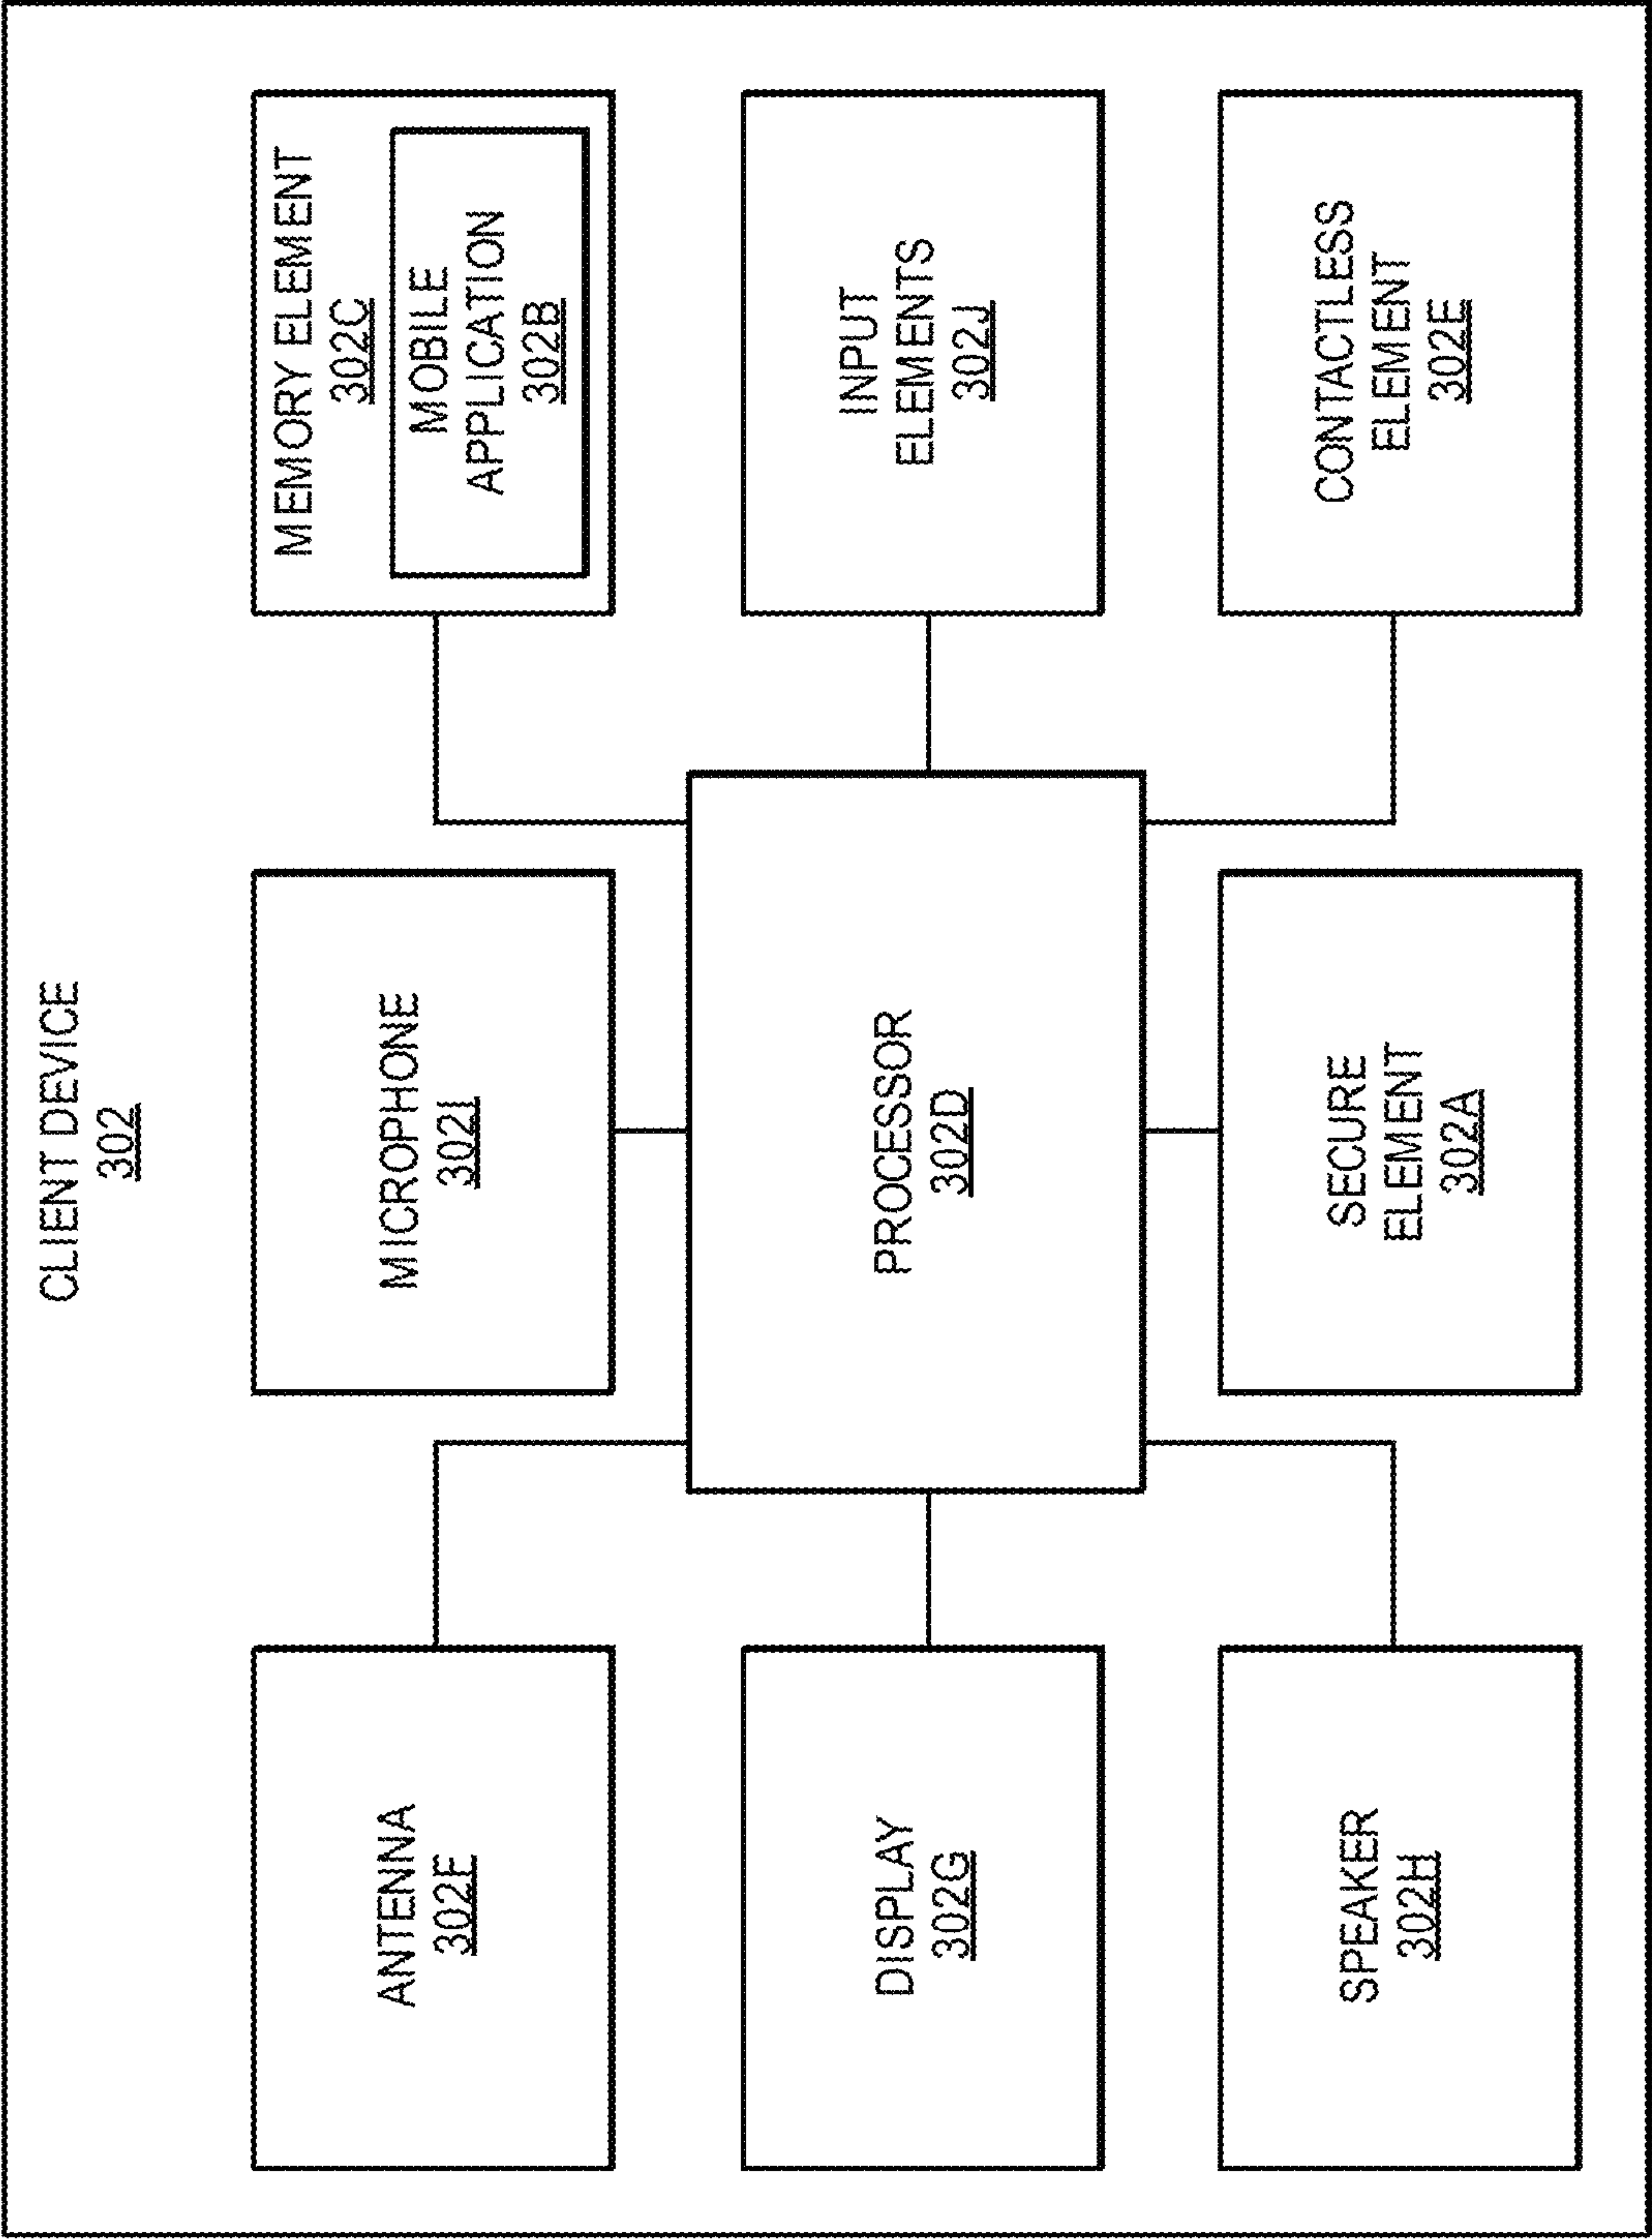 CLIENT DEVICE
302
ANTENNA
302F
MICROPHONE
302I
MEMORY ELEMENT
302C
MOBILE
APPLICATION
302B
DISPLAY
302G
PROCESSOR
302D
INPUT
ELEMENTS
302J
SPEAKER
302H
SECURE
ELEMENT
302A
CONTACTLESS
ELEMENT
302E